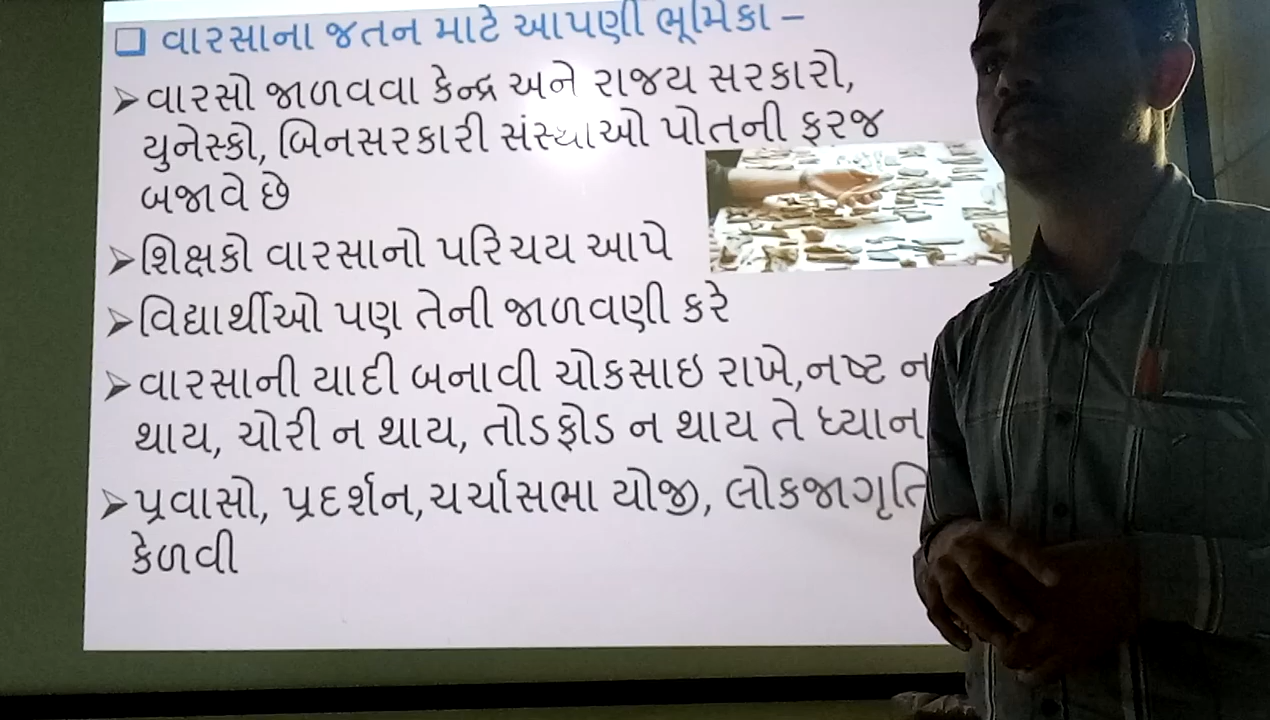 ❑ વારસાના જતન માટે આપણી ભૂમિકા –
➢વારસો જાળવવા કેન્દ્ર અને રાજય સરકારો,
યુનેસ્કો, બિનસરકારી સંસ્થાઓ પોતની ફરજ
બજાવે છે
➢શિક્ષકો વારસાનો પરિચય આપે
➢વિદ્યાર્થીઓ પણ તેની જાળવણી કરે
➢વારસાની યાદી બનાવી ચોકસાઇ રાખે,નષ્ટ ન
થાય, ચોરી ન થાય, તોડફોડ ન થાય તે ધ્યાન
➢પ્રવાસો, પ્રદર્શન,ચર્ચાસભા યોજી, લોકજાગૃતિ
કેળવી